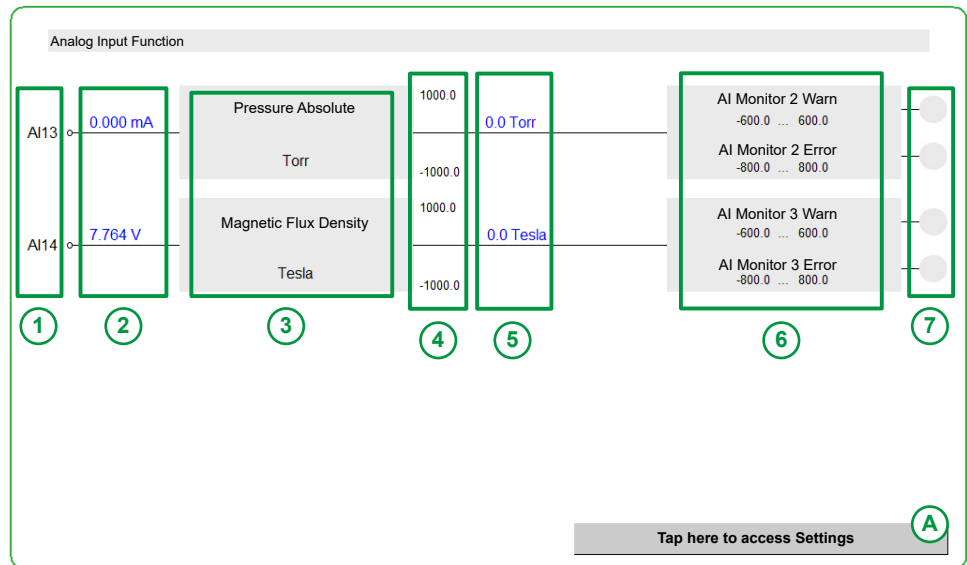 Analog Input Function
AI13
0.000 mA
Pressure Absolute
Torr
1000.0
-1000.0
0.0 Torr
AI Monitor 2 Warn
-600.0 ... 600.0
AI Monitor 2 Error
-800.0 ... 800.0
AI14
7.764 V
Magnetic Flux Density
Tesla
1000.0
-1000.0
0.0 Tesla
AI Monitor 3 Warn
-600.0 ... 600.0
AI Monitor 3 Error
-800.0 ... 800.0
1
2
3
4
5
6
7
Tap here to access Settings
A